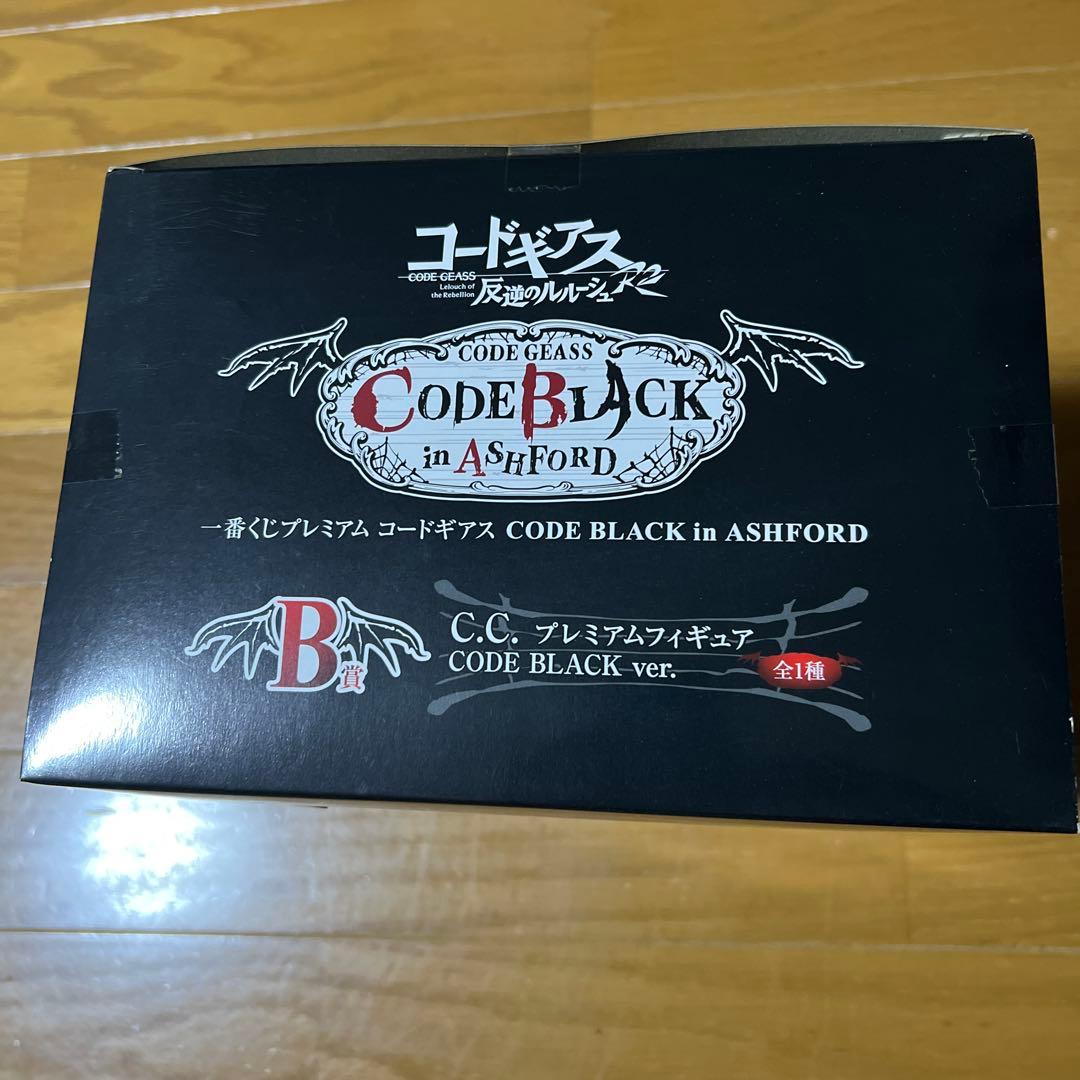 コードギアス
CODE GEASS
Lelouch of
the Rebellion
反逆のルルーシュ R2
CODE GEASS
CODE BLACK
in ASHFORD
一番くじプレミアム コードギアス CODE BLACK in ASHFORD
B賞
C.C. プレミアムフィギュア
CODE BLACK ver.
全1種